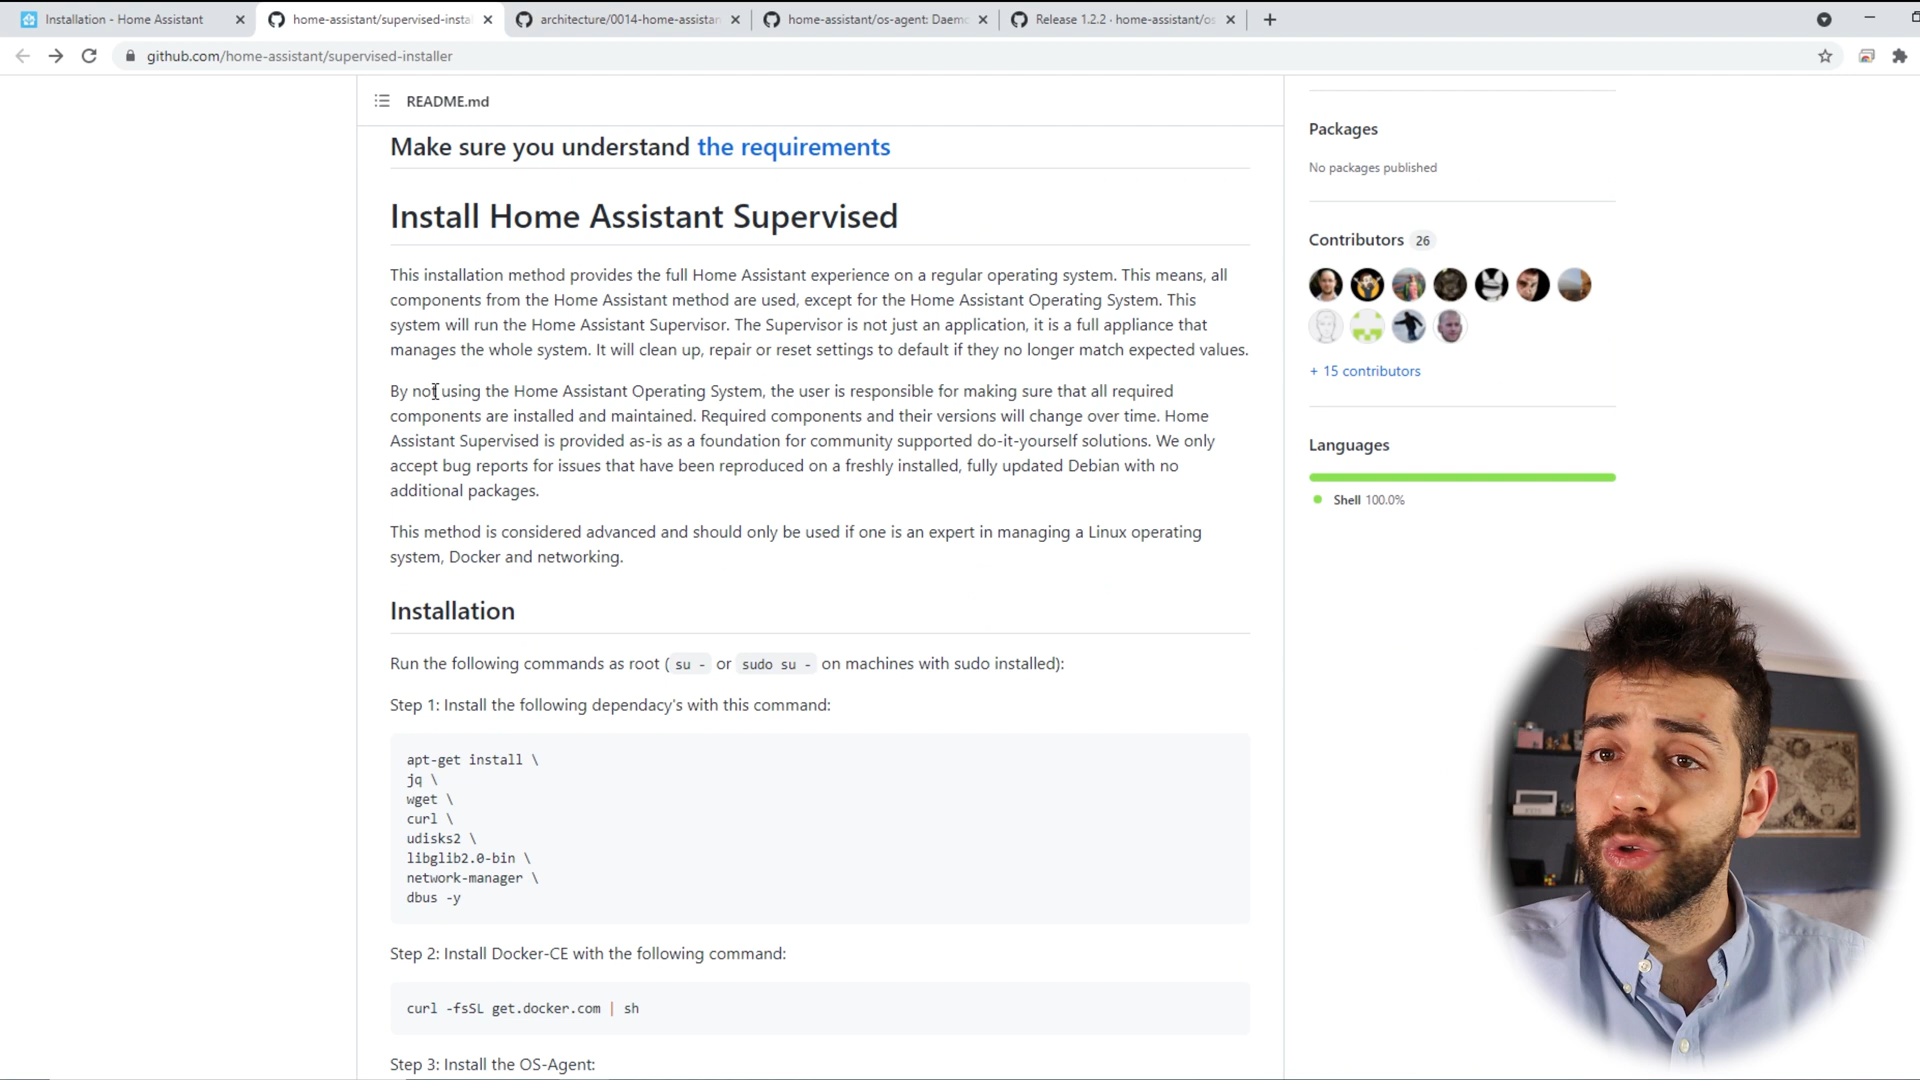 Installation - Home Assistant
home-assistant/supervised-insta
architecture/0014-home-assistan
home-assistant/os-agent: Daemo
Release 1.2.2 · home-assistant/os
github.com/home-assistant/supervised-installer
README.md
Make sure you understand the requirements
Install Home Assistant Supervised
This installation method provides the full Home Assistant experience on a regular operating system. This means, all
components from the Home Assistant method are used, except for the Home Assistant Operating System. This
system will run the Home Assistant Supervisor. The Supervisor is not just an application, it is a full appliance that
manages the whole system. It will clean up, repair or reset settings to default if they no longer match expected values.
By not using the Home Assistant Operating System, the user is responsible for making sure that all required
components are installed and maintained. Required components and their versions will change over time. Home
Assistant Supervised is provided as-is as a foundation for community supported do-it-yourself solutions. We only
accept bug reports for issues that have been reproduced on a freshly installed, fully updated Debian with no
additional packages.
This method is considered advanced and should only be used if one is an expert in managing a Linux operating
system, Docker and networking.
Installation
Run the following commands as root ( su - or sudo su - on machines with sudo installed):
Step 1: Install the following dependacy's with this command:
apt-get install \
jq \
wget \
curl \
udisks2 \
libglib2.0-bin \
network-manager \
dbus -y
Step 2: Install Docker-CE with the following command:
curl -fsSL get.docker.com | sh
Step 3: Install the OS-Agent:
Packages
No packages published
Contributors 26
+ 15 contributors
Languages
Shell 100.0%